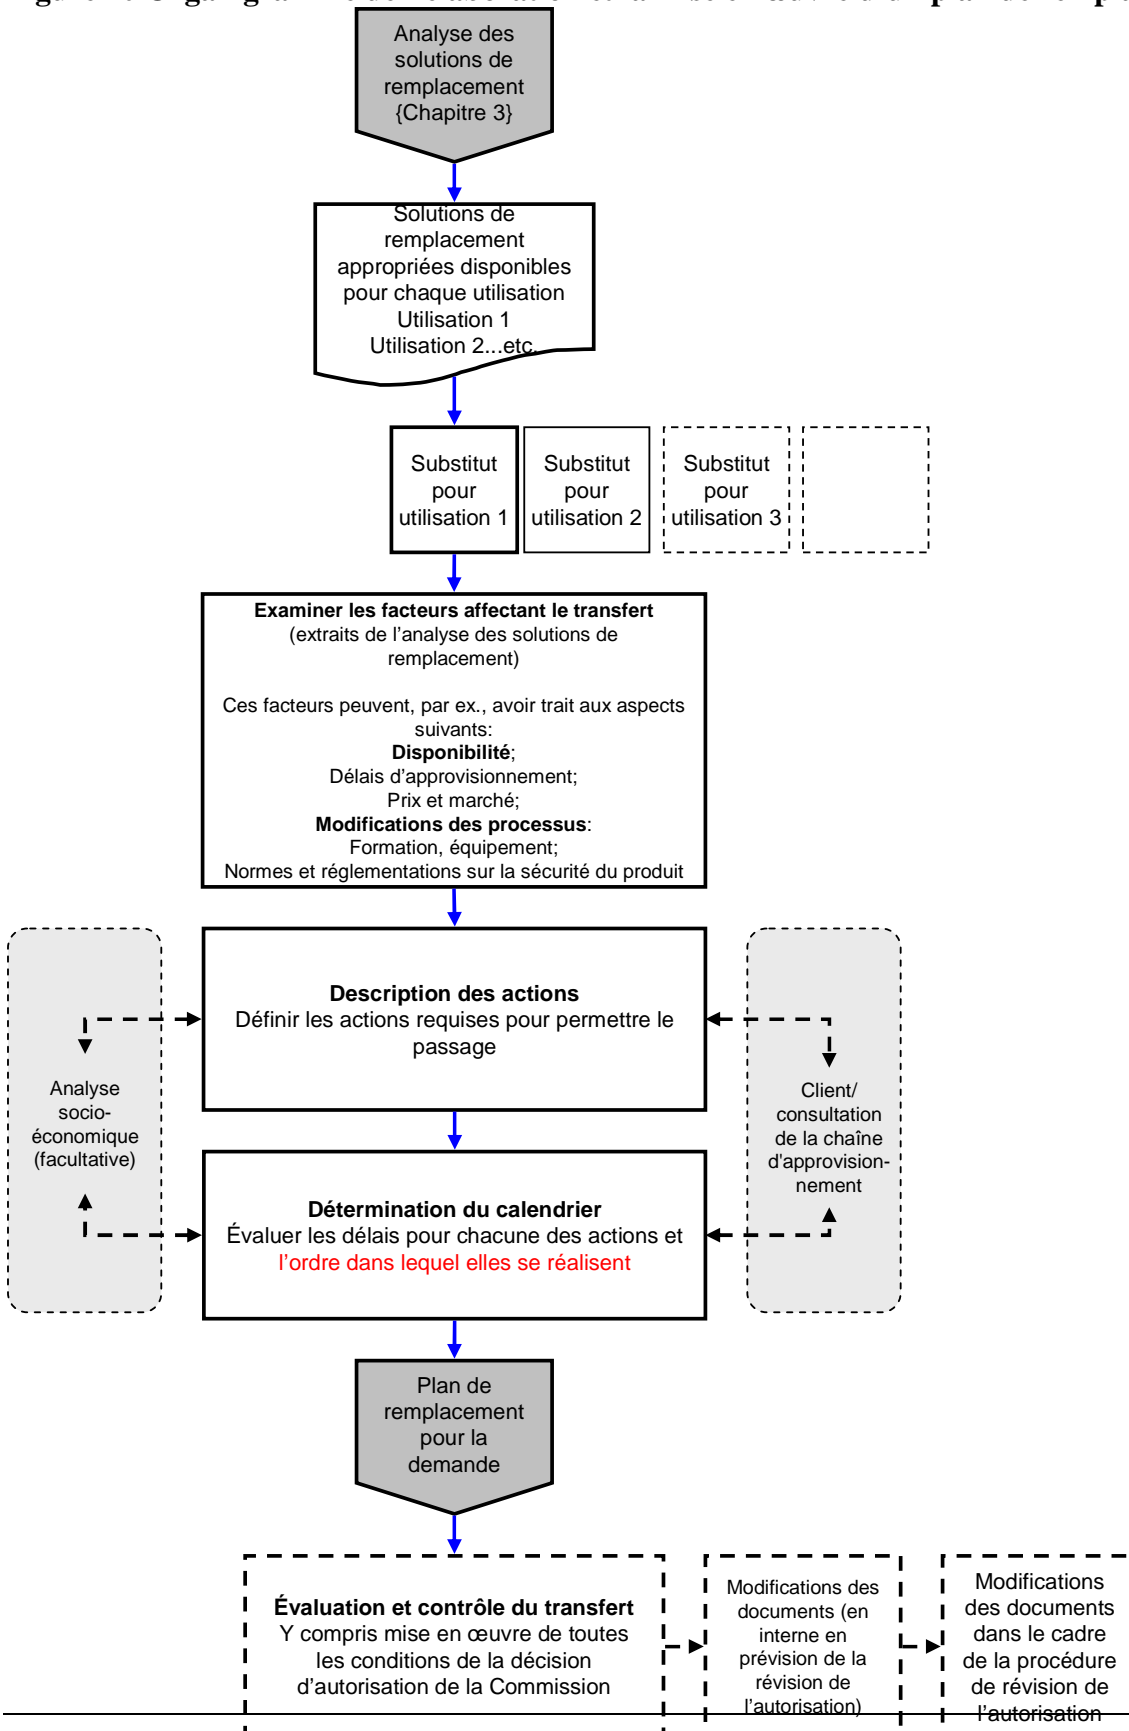 Analyse des
solutions de
remplacement
{Chapitre 3}
Solutions de
remplacement
appropriées disponibles
pour chaque utilisation
Utilisation 1
Utilisation 2...etc.
Substitut
pour
utilisation 1
Substitut
pour
utilisation 2
Substitut
pour
utilisation 3
Examiner les facteurs affectant le transfert
(extraits de l’analyse des solutions de
remplacement)
Ces facteurs peuvent, par ex., avoir trait aux aspects
suivants:
Disponibilité;
Délais d’approvisionnement;
Prix et marché;
Modifications des processus:
Formation, équipement;
Normes et réglementations sur la sécurité du produit
Description des actions
Définir les actions requises pour permettre le
passage
Analyse
socio-
économique
(facultative)
Client/
consultation
de la chaîne
d'approvision-
nement
Détermination du calendrier
Évaluer les délais pour chacune des actions et
l’ordre dans lequel elles se réalisent
Plan de
remplacement
pour la
demande
Évaluation et contrôle du transfert
Y compris mise en œuvre de toutes
les conditions de la décision
d’autorisation de la Commission
Modifications des
documents (en
interne en
prévision de la
révision de
l’autorisation)
Modifications
des documents
dans le cadre
de la procédure
de révision de
l’autorisation